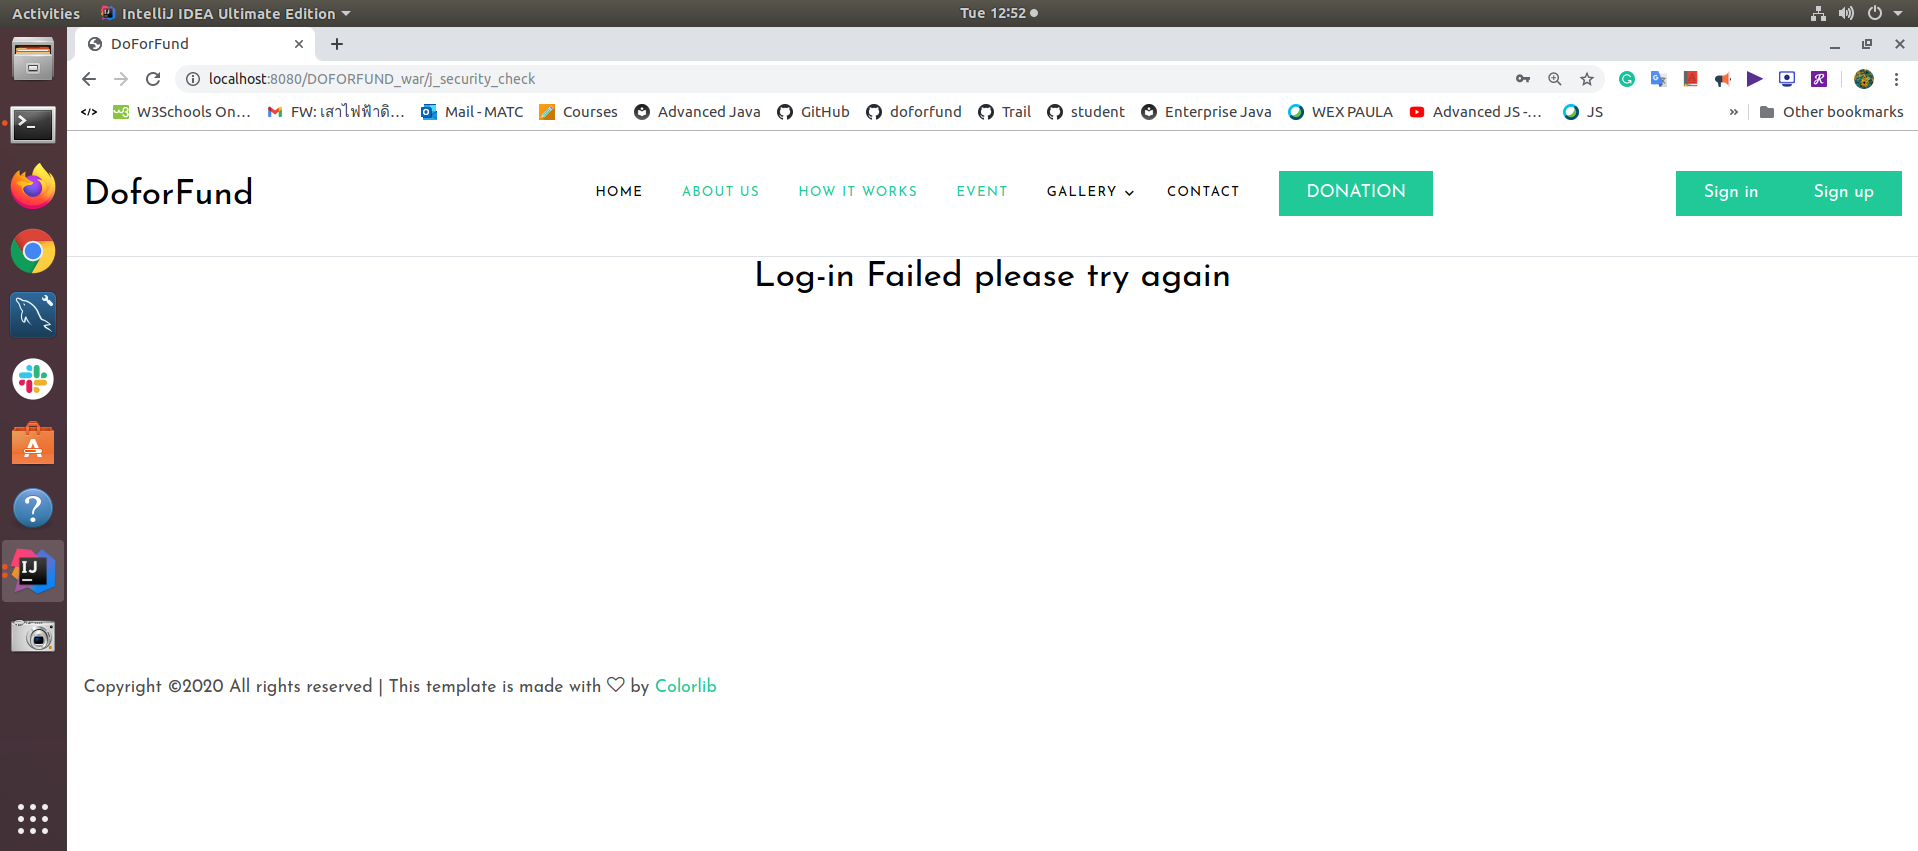 Activities IntelliJ IDEA Ultimate Edition Tue 12:52
DoForFund
localhost:8080/DOFORFUND_war/j_security_check
W3Schools On... FW: เสาไฟฟ้าดิ... Mail - MATC Courses Advanced Java GitHub doforfund Trail student Enterprise Java WEX PAULA Advanced JS -... JS » Other bookmarks
DoforFund HOME ABOUT US HOW IT WORKS EVENT GALLERY CONTACT DONATION Sign in Sign up
Log-in Failed please try again
Copyright ©2020 All rights reserved | This template is made with ♡ by Colorlib